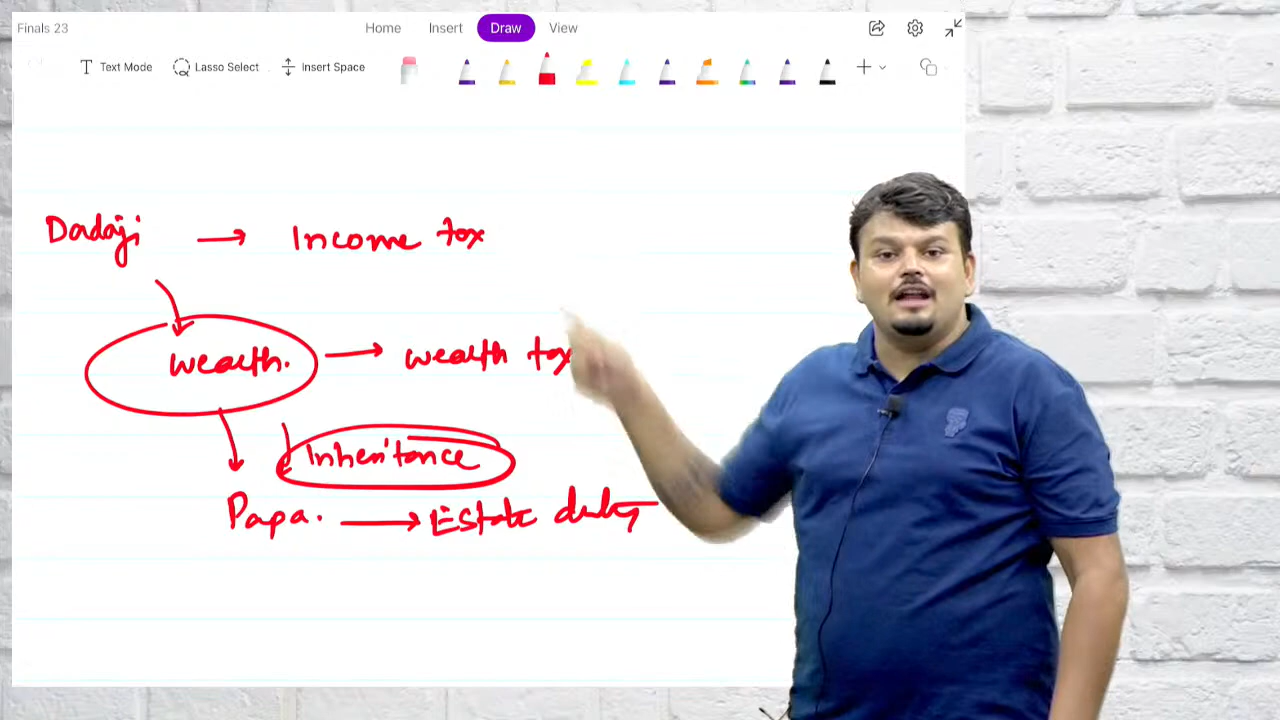 Finals 23
Home Insert Draw View
Text Mode Lasso Select Insert Space
Dadaji → Income tax
wealth. → wealth tax
Inheritance
Papa. → Estate duty